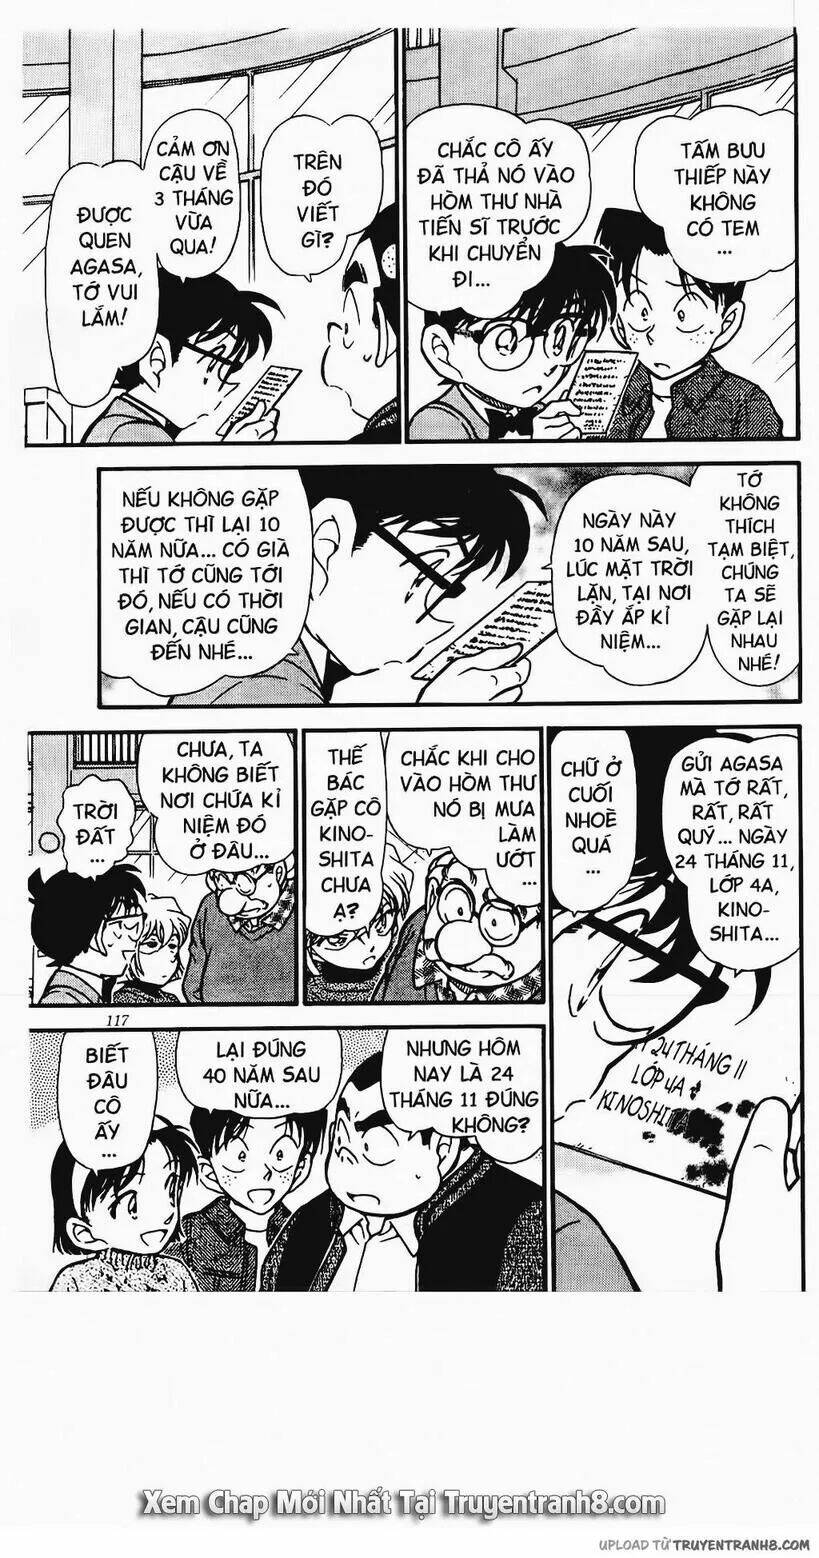 TẤM BƯU
THIẾP NÀY
KHÔNG
CÓ TEM
...
CHẮC CÔ ẤY
ĐÃ THẢ NÓ VÀO
HÒM THƯ NHÀ
TIẾN SĨ TRƯỚC
KHI CHUYỂN
ĐI...
TRÊN
ĐÓ
VIẾT
GÌ?
CẢM ƠN
CẬU VỀ
3 THÁNG
VỪA
QUA!
ĐƯỢC
QUEN
AGASA,
TỚ VUI
LẮM!
TỚ
KHÔNG
THÍCH
TẠM BIỆT,
CHÚNG
TA SẼ
GẶP LẠI
NHAU
NHÉ!
NGÀY NÀY
10 NĂM SAU,
LÚC MẶT TRỜI
LẶN, TẠI NƠI
ĐẦY ẮP KỈ
NIỆM...
NẾU KHÔNG GẶP
ĐƯỢC THÌ LẠI 10
NĂM NỮA... CÓ GIÀ
THÌ TỚ CŨNG TỚI
ĐÓ, NẾU CÓ THỜI
GIAN, CẬU CŨNG
ĐẾN NHÉ...
GỬI AGASA
MÀ TỚ RẤT,
RẤT, RẤT
QUÝ... NGÀY
24 THÁNG 11,
LỚP 4A,
KINO-
SHITA...
CHỮ Ở
CUỐI
NHOÈ
QUÁ
...
24 THÁNG 11
LỚP 4A
KINOSHITA
CHẮC KHI CHO
VÀO HÒM THƯ
NÓ BỊ MƯA
LÀM
ƯỚT...
THẾ
BÁC
GẶP CÔ
KINO-
SHITA
CHƯA
Ạ?
CHƯA, TA
KHÔNG BIẾT
NƠI CHỨA KỈ
NIỆM ĐÓ
Ở ĐÂU...
TRỜI
ĐẤT
...
117
NHƯNG HÔM
NAY LÀ 24
THÁNG 11 ĐÚNG
KHÔNG?
LẠI ĐÚNG
40 NĂM SAU
NỮA...
BIẾT
ĐÂU
CÔ
ẤY...
Xem Chap Mới Nhất Tại Truyentranh8.com
UPLOAD TỪ TRUYENTRANH8.COM